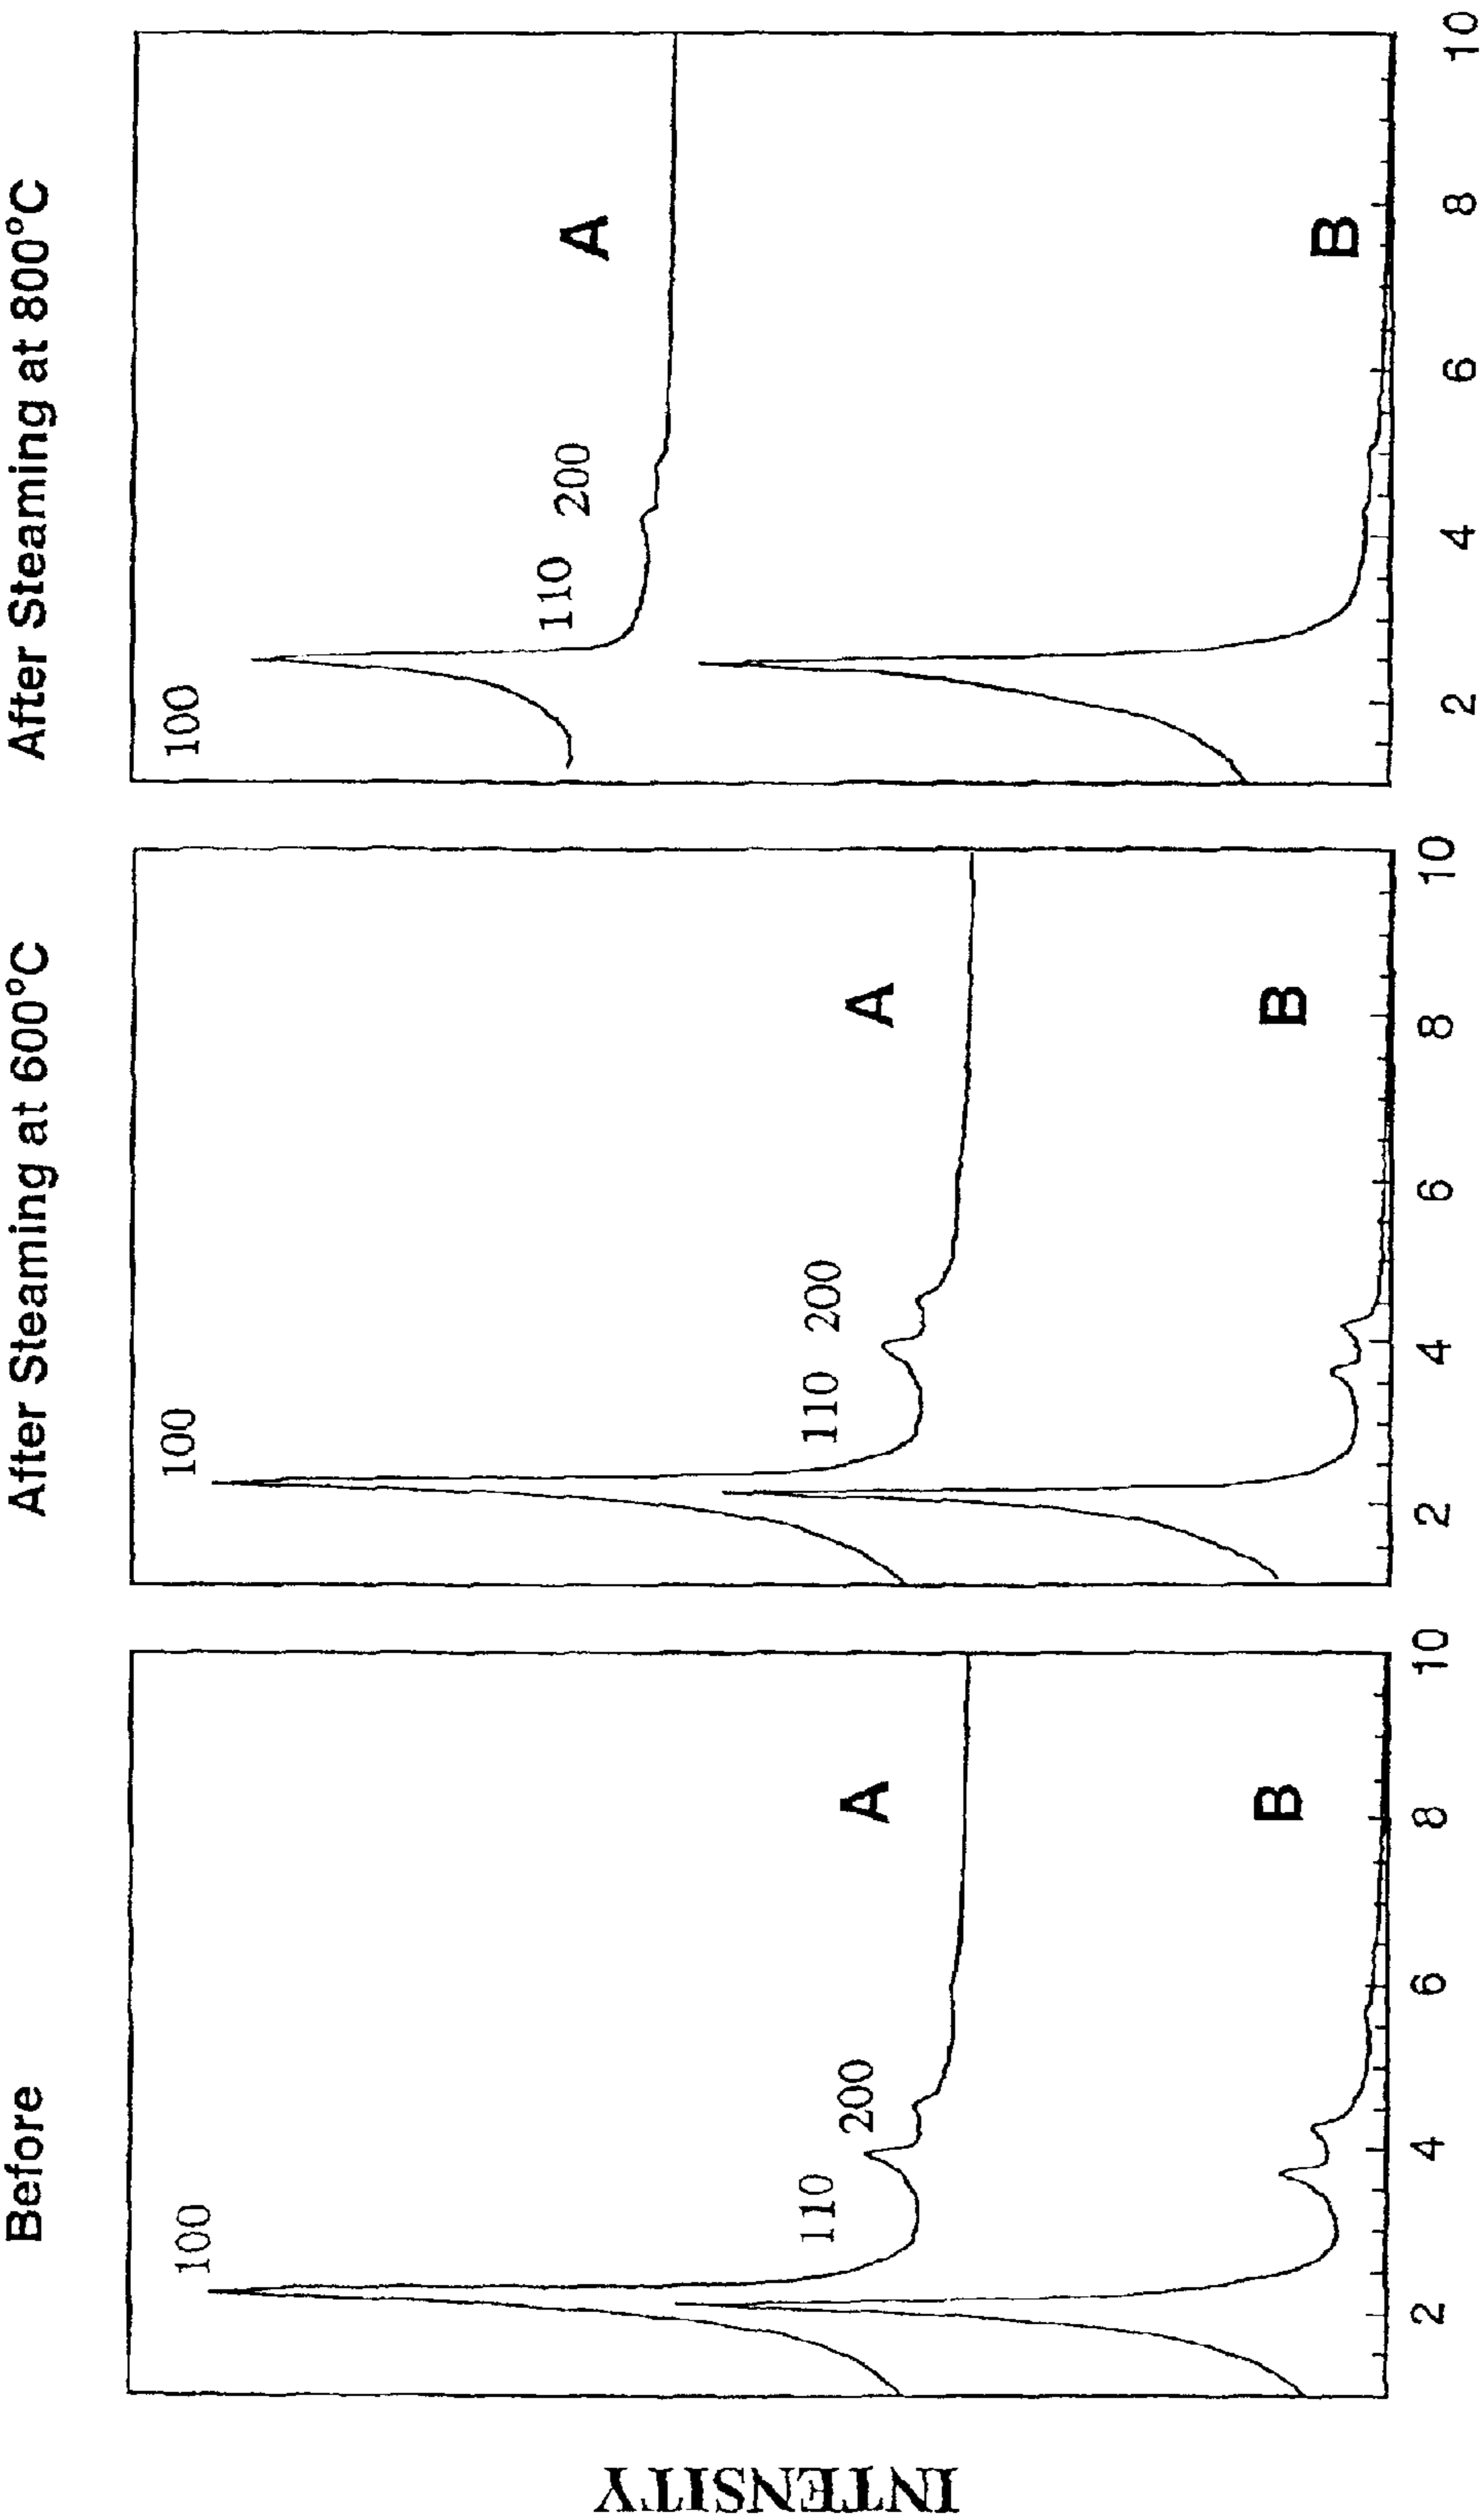 INTENSITY
Before
100
110
200
A
B
2 4 6 8 10
After Steaming at 600°C
100
110 200
A
B
2 4 6 8 10
After Steaming at 800°C
100
110
200
A
B
2 4 6 8 10